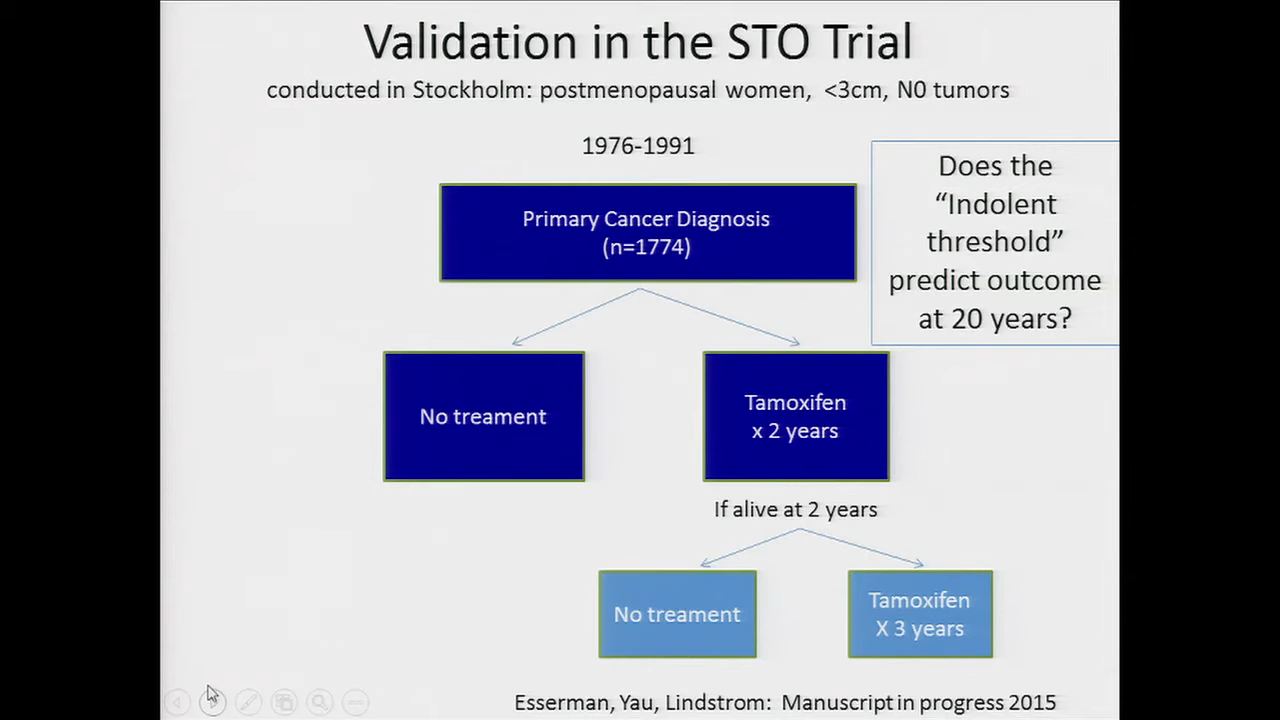 Validation in the STO Trial
conducted in Stockholm: postmenopausal women, <3cm, N0 tumors
1976-1991
Does the
“Indolent
threshold”
predict outcome
at 20 years?
Primary Cancer Diagnosis
(n=1774)
No treament
Tamoxifen
x 2 years
If alive at 2 years
No treament
Tamoxifen
X 3 years
Esserman, Yau, Lindstrom: Manuscript in progress 2015